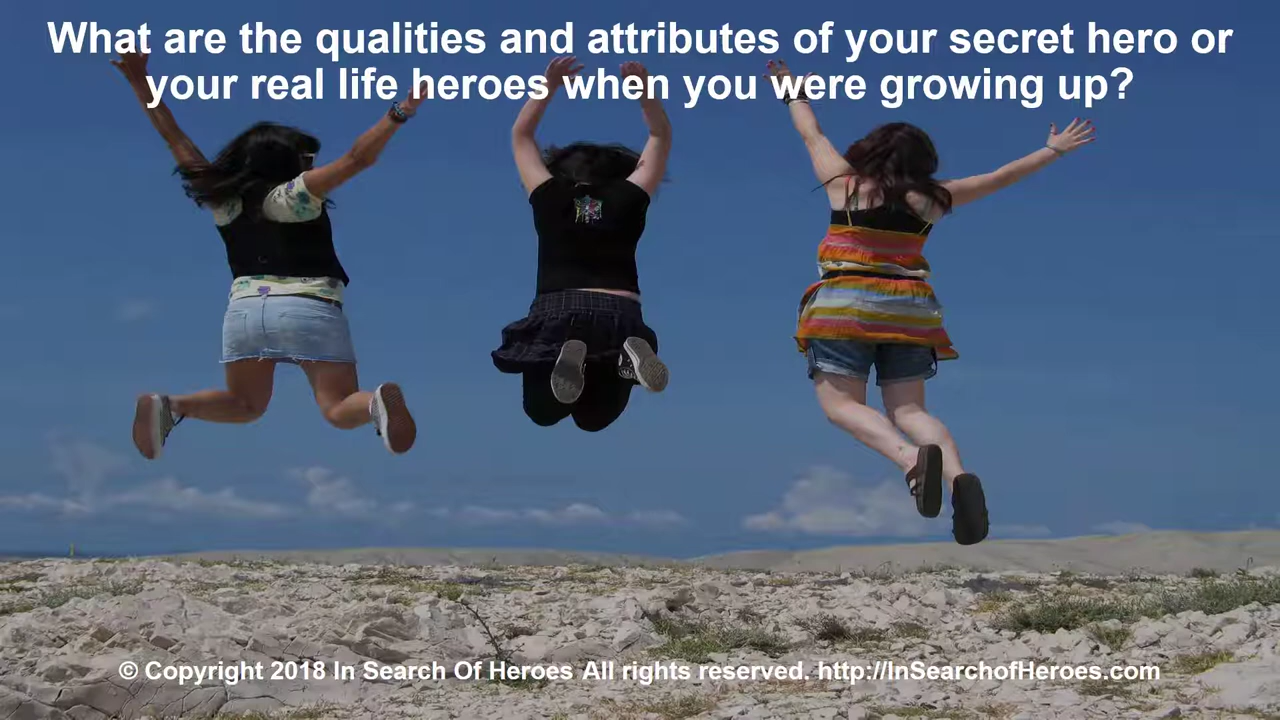 What are the qualities and attributes of your secret hero or
your real life heroes when you were growing up?
© Copyright 2018 In Search Of Heroes All rights reserved. http://InSearchofHeroes.com